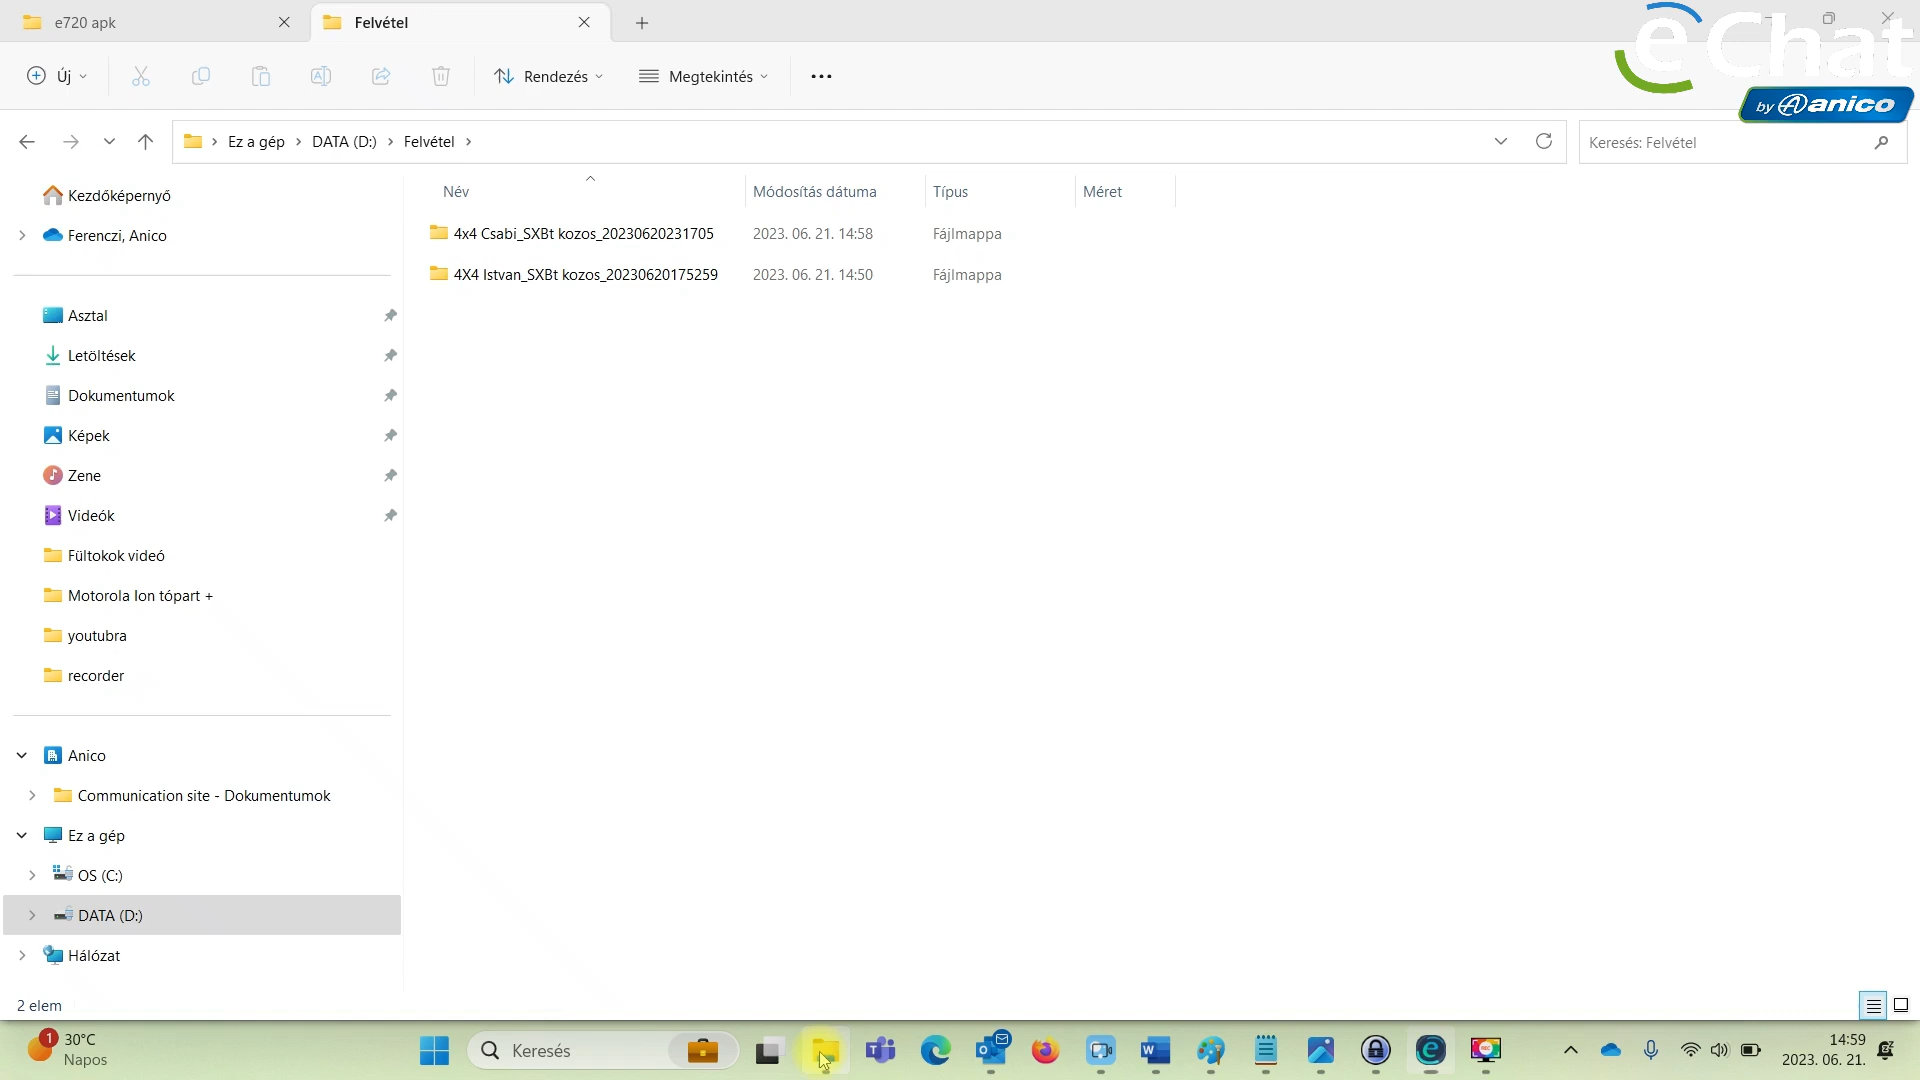 e720 apk
Felvétel
eChat
by anico
Új
Rendezés
Megtekintés
Ez a gép
DATA (D:)
Felvétel
Keresés: Felvétel
Név
Módosítás dátuma
Típus
Méret
4x4 Csabi_SXBt kozos_20230620231705
2023. 06. 21. 14:58
Fájlmappa
4X4 Istvan_SXBt kozos_20230620175259
2023. 06. 21. 14:50
Fájlmappa
Kezdőképernyő
Ferenczi, Anico
Asztal
Letöltések
Dokumentumok
Képek
Zene
Videók
Fültokok videó
Motorola Ion tópart +
youtubra
recorder
Anico
Communication site - Dokumentumok
Ez a gép
OS (C:)
DATA (D:)
Hálózat
2 elem
1
30°C
Napos
Keresés
14:59
2023. 06. 21.